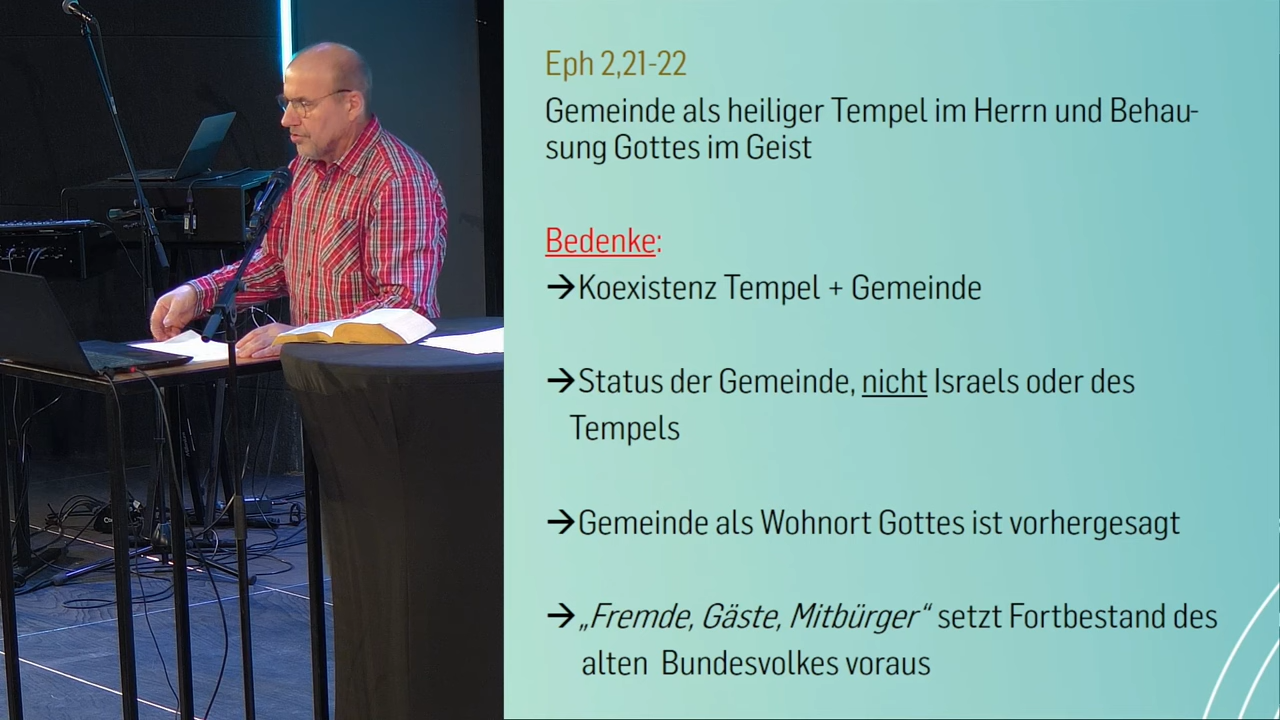 Eph 2,21-22
Gemeinde als heiliger Tempel im Herrn und Behau-
sung Gottes im Geist
Bedenke:
→Koexistenz Tempel + Gemeinde
→Status der Gemeinde, nicht Israels oder des
Tempels
→Gemeinde als Wohnort Gottes ist vorhergesagt
→„Fremde, Gäste, Mitbürger“ setzt Fortbestand des
alten Bundesvolkes voraus